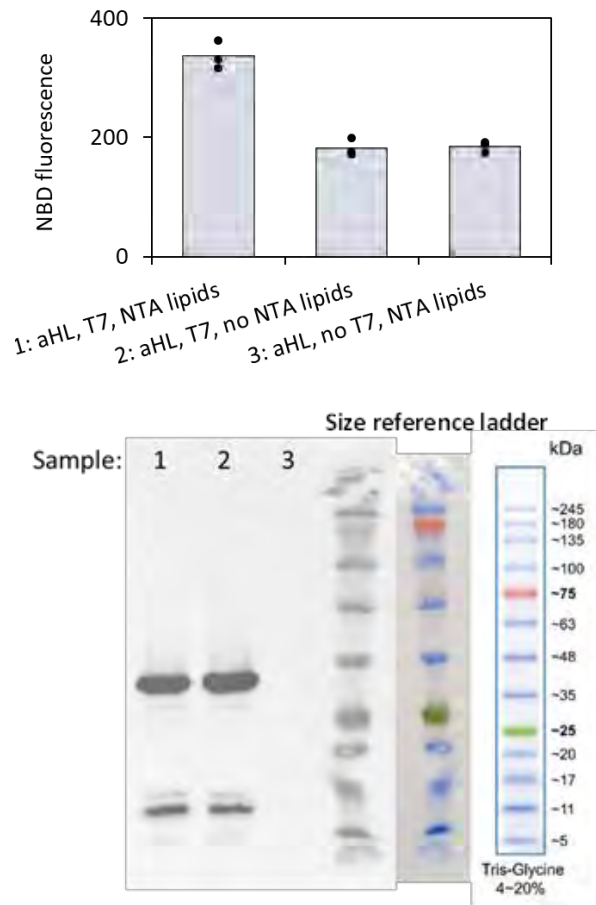 400
200
0
NBD fluorescence
1: aHL, T7, NTA lipids
2: aHL, T7, no NTA lipids
3: aHL, no T7, NTA lipids
Size reference ladder
kDa
Sample: 1 2 3
~245
~180
~135
~100
~75
~63
~48
~35
~25
~20
~17
~11
~5
Tris-Glycine
4~20%